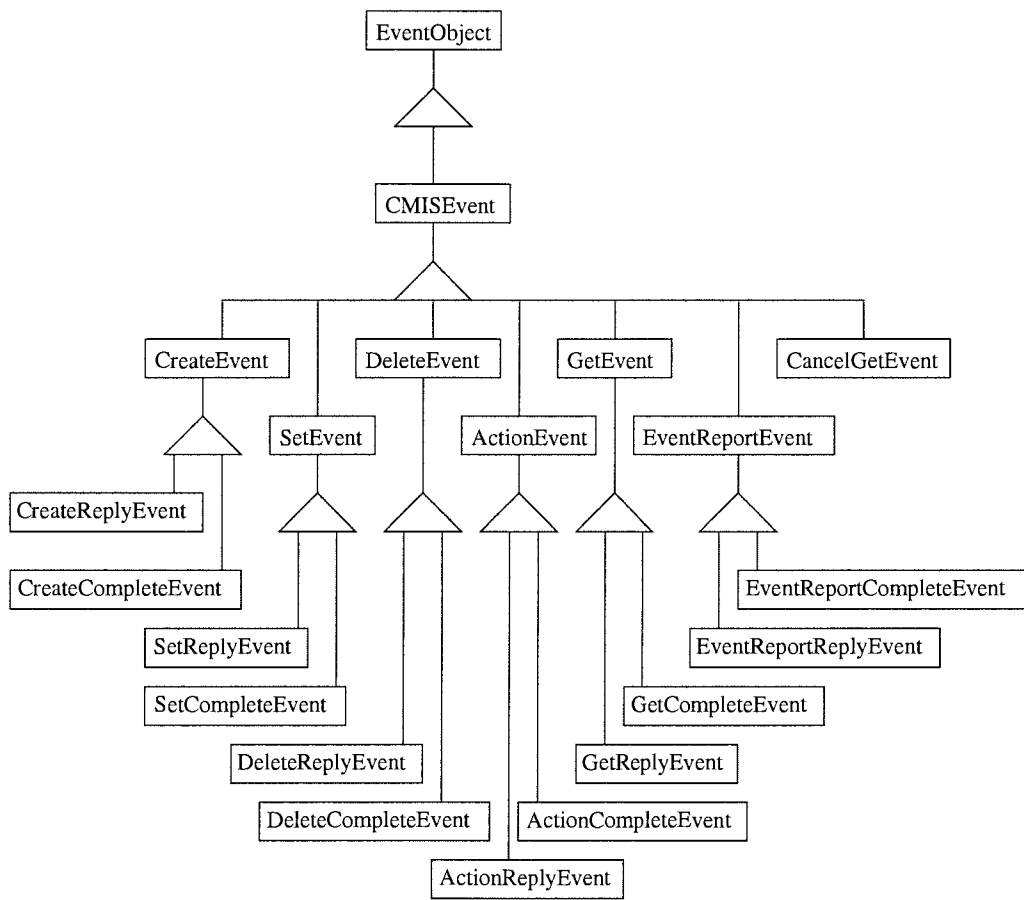 EventObject
CMISEvent
CreateEvent
DeleteEvent
GetEvent
CancelGetEvent
SetEvent
ActionEvent
EventReportEvent
CreateReplyEvent
CreateCompleteEvent
EventReportCompleteEvent
SetReplyEvent
EventReportReplyEvent
SetCompleteEvent
GetCompleteEvent
DeleteReplyEvent
GetReplyEvent
DeleteCompleteEvent
ActionCompleteEvent
ActionReplyEvent